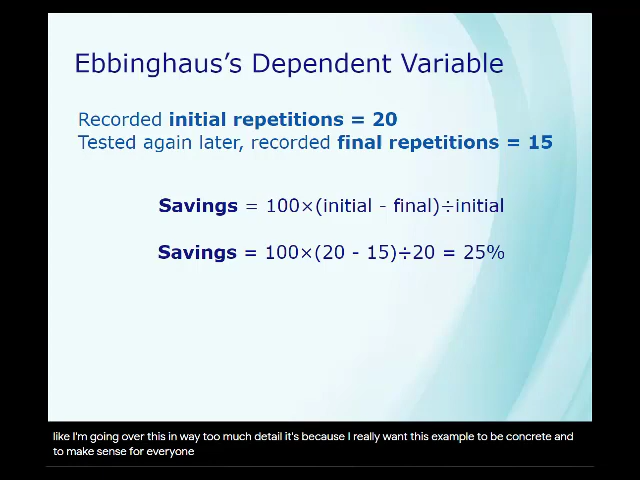 Ebbinghaus's Dependent Variable
Recorded initial repetitions = 20
Tested again later, recorded final repetitions = 15
Savings = 100×(initial - final)÷initial
Savings = 100×(20 - 15)÷20 = 25%
like I'm going over this in way too much detail it's because I really want this example to be concrete and
to make sense for everyone